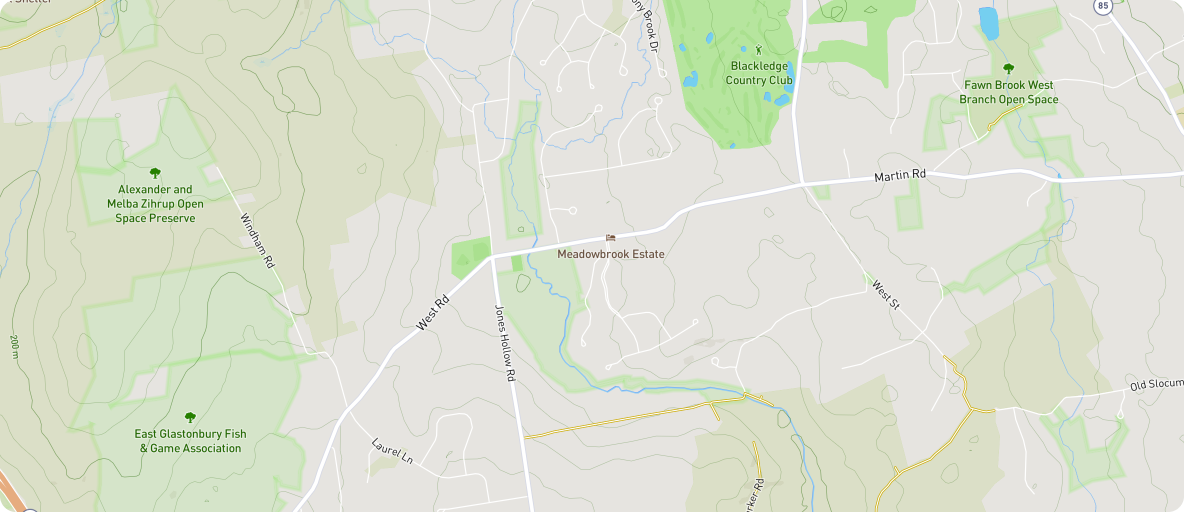 85
Blackledge
Country Club
Fawn Brook West
Branch Open Space
Martin Rd
Alexander and
Melba Zihrup Open
Space Preserve
Windham Rd
Meadowbrook Estate
West Rd
West St
Jones Hollow Rd
200 m
Old Slocum
East Glastonbury Fish
& Game Association
Laurel Ln